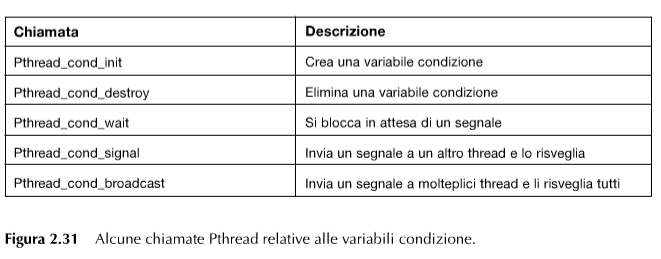 Chiamata Descrizione
Pthread_cond_init Crea una variabile condizione
Pthread_cond_destroy Elimina una variabile condizione
Pthread_cond_wait Si blocca in attesa di un segnale
Pthread_cond_signal Invia un segnale a un altro thread e lo risveglia
Pthread_cond_broadcast Invia un segnale a molteplici thread e li risveglia tutti
Figura 2.31 Alcune chiamate Pthread relative alle variabili condizione.